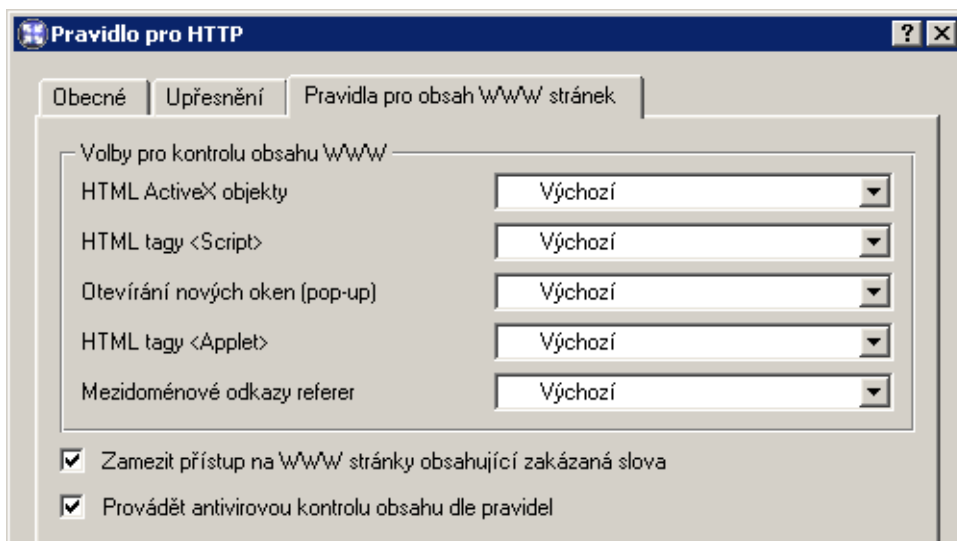 Pravidlo pro HTTP
Obecné Upřesnění Pravidla pro obsah WWW stránek
Volby pro kontrolu obsahu WWW
HTML ActiveX objekty Výchozí
HTML tagy <Script> Výchozí
Otevírání nových oken (pop-up) Výchozí
HTML tagy <Applet> Výchozí
Mezidoménové odkazy referer Výchozí
Zamezit přístup na WWW stránky obsahující zakázaná slova
Provádět antivirovou kontrolu obsahu dle pravidel